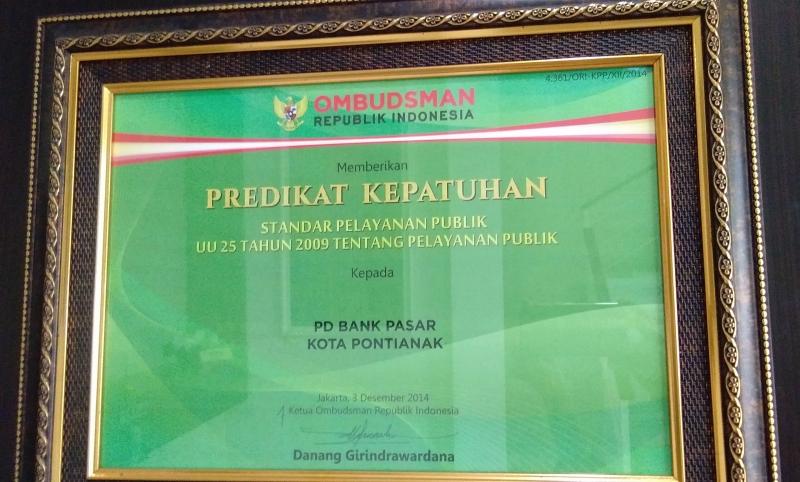 4.361/ORI-KPP/XII/2014
OMBUDSMAN
REPUBLIK INDONESIA
Memberikan
PREDIKAT KEPATUHAN
STANDAR PELAYANAN PUBLIK
UU 25 TAHUN 2009 TENTANG PELAYANAN PUBLIK
Kepada
PD BANK PASAR
KOTA PONTIANAK
Jakarta, 3 Desember 2014
Ketua Ombudsman Republik Indonesia
Danang Girindrawardana